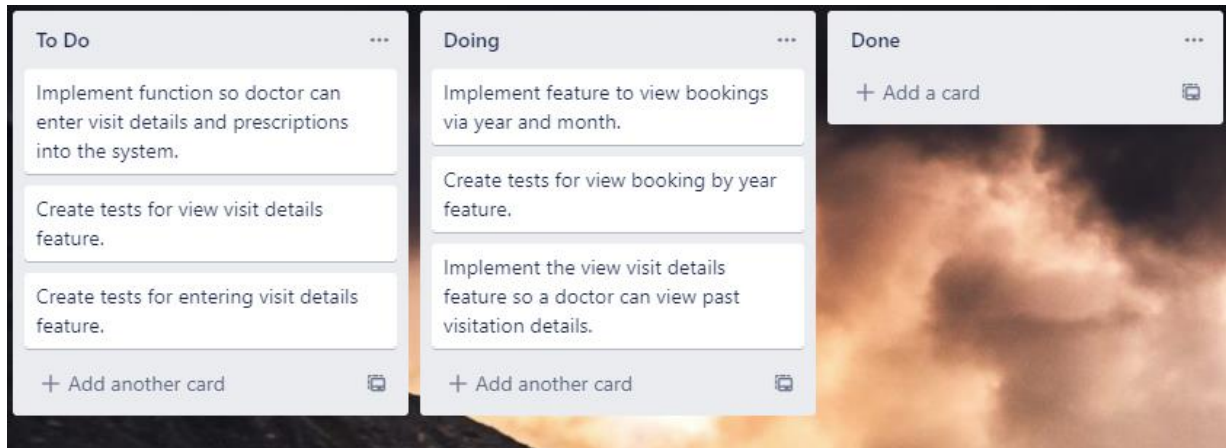 To Do
Implement function so doctor can
enter visit details and prescriptions
into the system.
Create tests for view visit details
feature.
Create tests for entering visit details
feature.
+ Add another card
Doing
Implement feature to view bookings
via year and month.
Create tests for view booking by year
feature.
Implement the view visit details
feature so a doctor can view past
visitation details.
+ Add another card
Done
+ Add a card